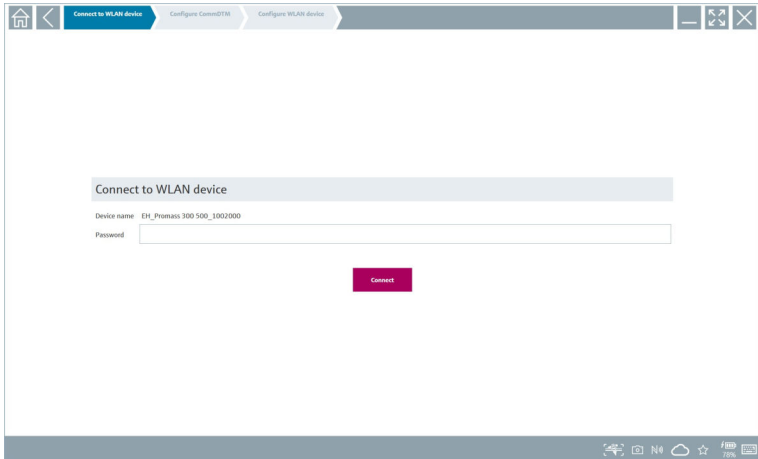 Connect to WLAN device Configure CommDTM Configure WLAN device
Connect to WLAN device
Device name EH_Promass 300 500_1002000
Password
Connect
78%